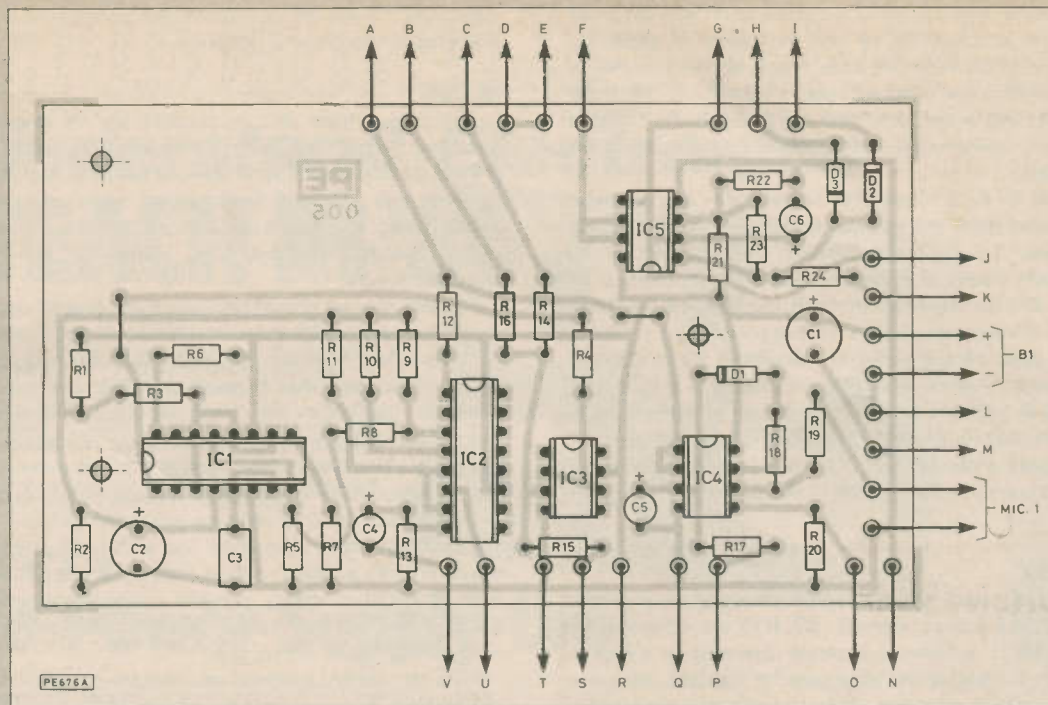 A B C D E F G H I
PE
005
R22
D3
D2
IC5
R21
R23
C6
R24
J
K
+
R12
R16
R14
+
C1
+
B1
−
R1
R6
R11
R10
R9
R4
D1
R3
L
R8
R18
R19
M
IC1
IC2
IC3
IC4
MIC. 1
+
C5
+
R2
C2
C3
R5
R7
+
C4
R13
R15
R17
R20
V U T S R Q P O N
PE676A